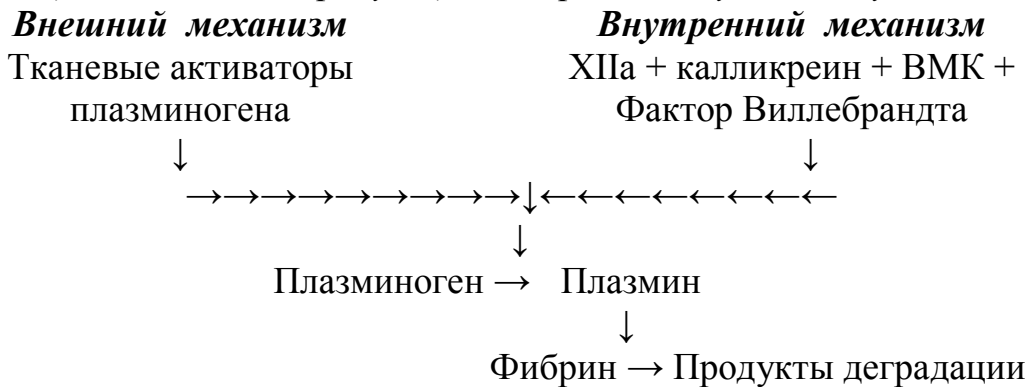 Внешний механизм Внутренний механизм
Тканевые активаторы XIIа + калликреин + ВМК +
плазминогена Фактор Виллебрандта
↓ ↓
→→→→→→→→→↓←←←←←←←←←
↓
Плазминоген → Плазмин
↓
Фибрин → Продукты деградации